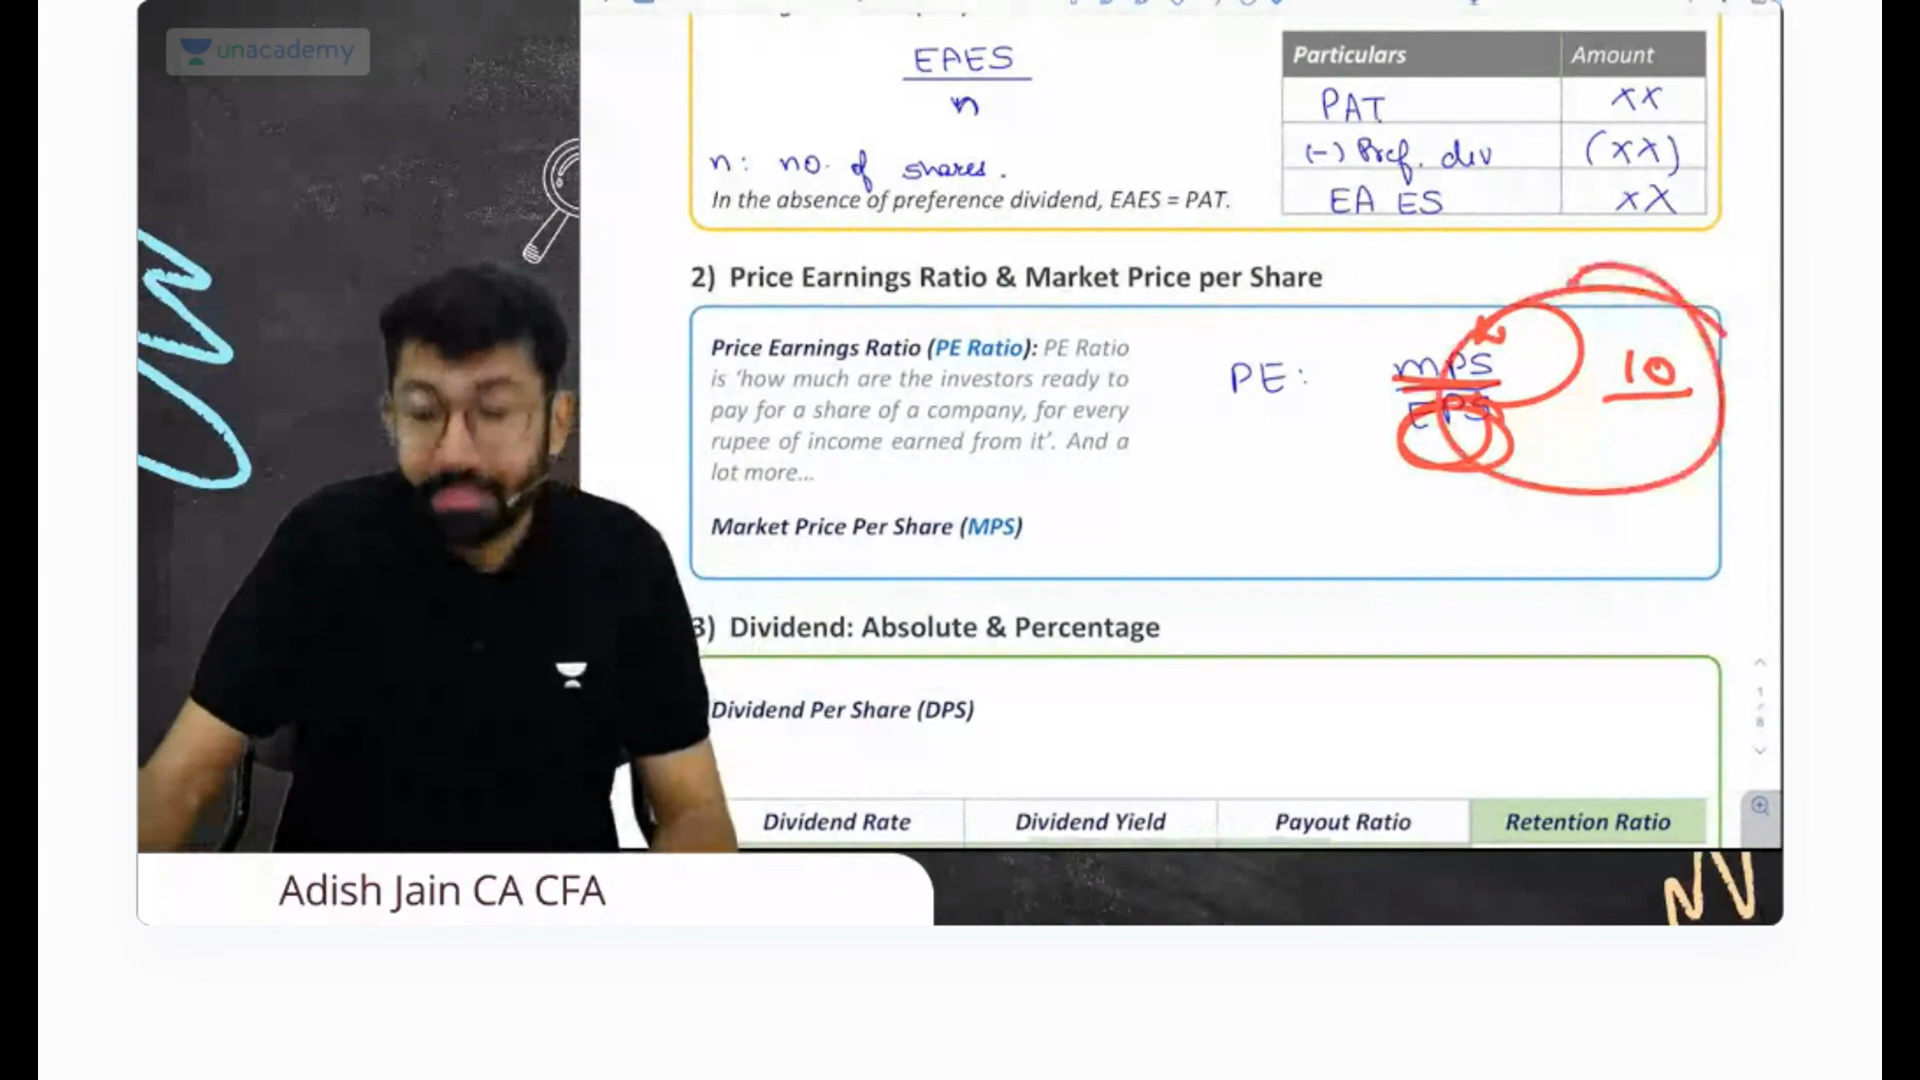 unacademy
EAES
n
n: no. of shares.
In the absence of preference dividend, EAES = PAT.
Particulars Amount
PAT XX
(-) Pref. div (XX)
EAES XX
2) Price Earnings Ratio & Market Price per Share
Price Earnings Ratio (PE Ratio): PE Ratio
is ‘how much are the investors ready to
pay for a share of a company, for every
rupee of income earned from it’. And a
lot more...
PE: MPS
EPS
10
Market Price Per Share (MPS)
3) Dividend: Absolute & Percentage
Dividend Per Share (DPS)
1
/
8
Dividend Rate Dividend Yield Payout Ratio Retention Ratio
Adish Jain CA CFA